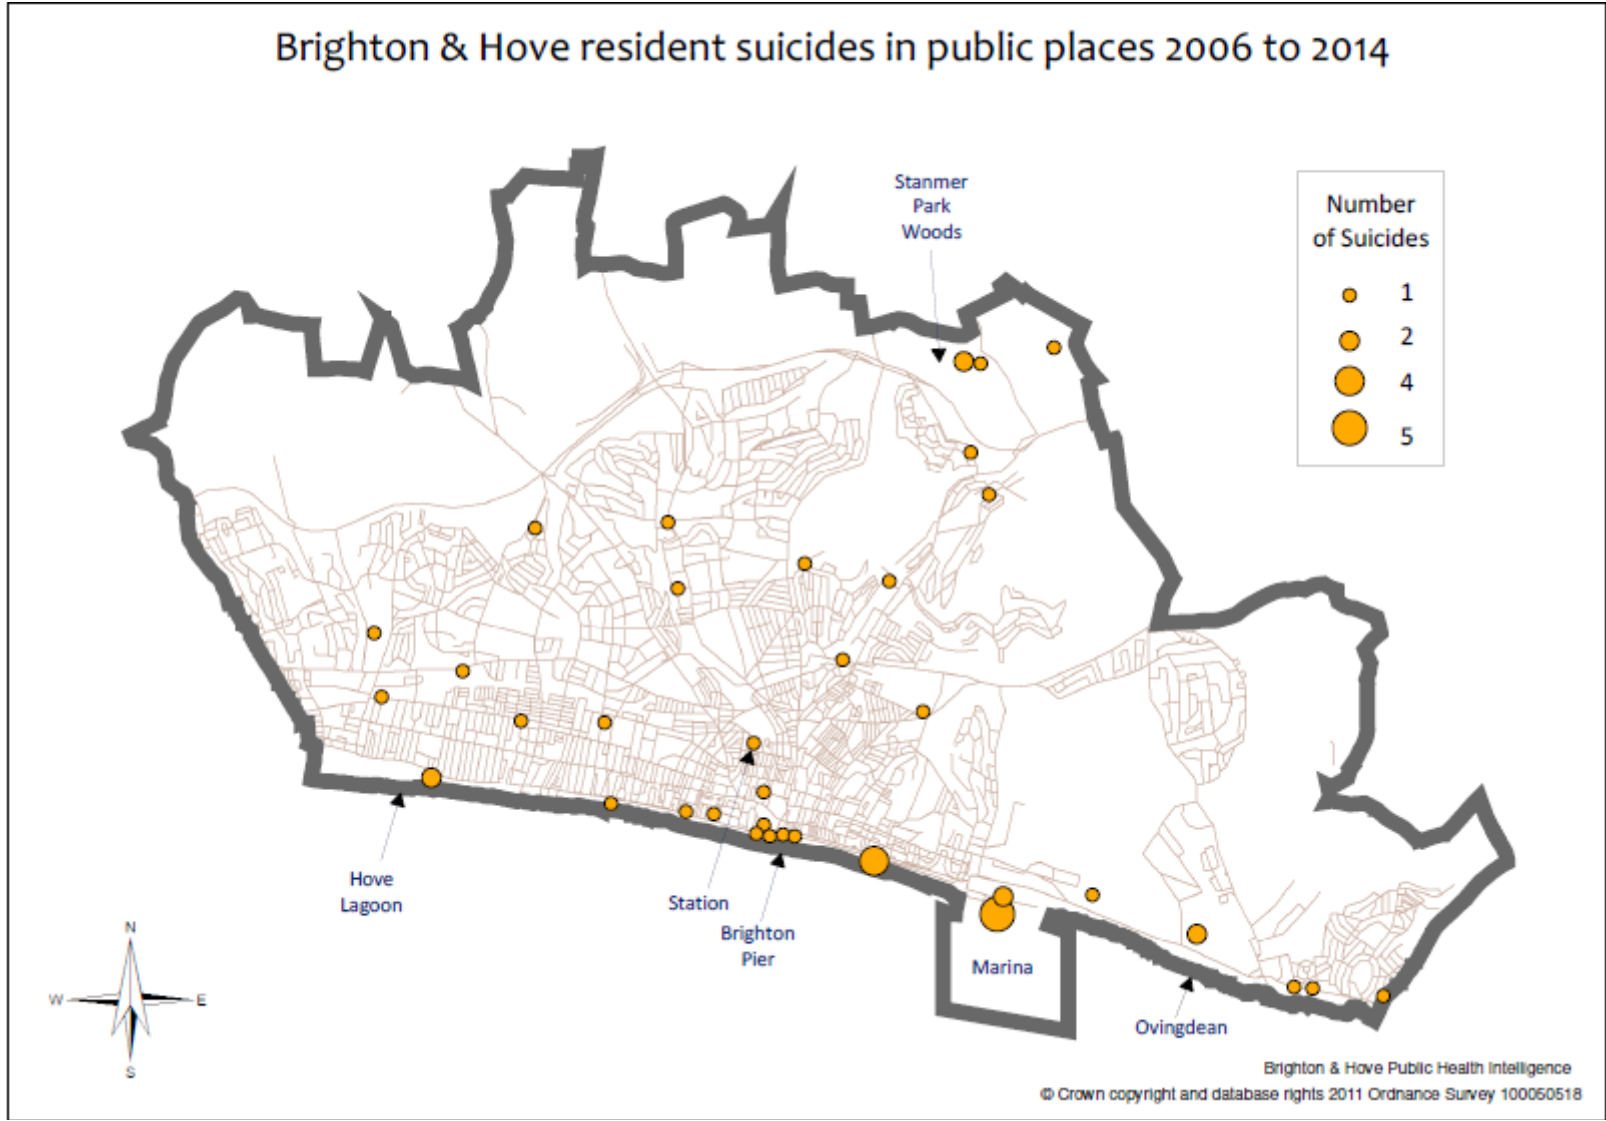 Brighton & Hove resident suicides in public places 2006 to 2014
Stanmer
Park
Woods
Number
of Suicides
1
2
4
5
Hove
Lagoon
Station
Brighton
Pier
Marina
Ovingdean
N
W
E
S
Brighton & Hove Public Health Intelligence
© Crown copyright and database rights 2011 Ordnance Survey 100050518